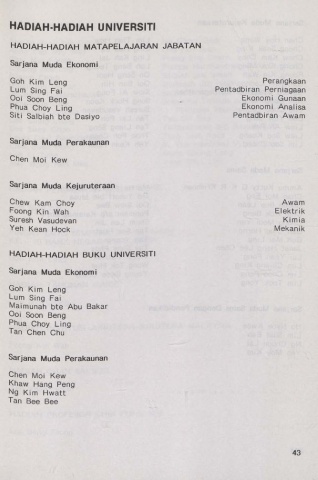 HADIAH-HADIAH UNIVERSITI
HADIAH-HADIAH MATAPELAJARAN JABATAN
Sarjana Muda Ekonomi
Goh Kim Leng Perangkaan
Lum Sing Fai Pentadbiran Perniagaan
Ooi Soon Beng Ekonomi Gunaan
Phua Choy Ling Ekonomi Analisa
Siti Salbiah bte Dasiyo Pentadbiran Awam
Sarjana Muda Perakaunan
Chen Moi Kew
Sarjana Muda Kejuruteraan
Chew Kam Choy Awam
Foong Kin Wah Elektrik
Suresh Vasudevan Kimia
Yeh Kean Hock Mekanik
HADIAH-HADIAH BUKU UNIVERSITI
Sarjana Muda Ekonomi
Goh Kim Leng
Lum Sing Fai
Maimunah bte Abu Bakar
Ooi Soon Beng
Phua Choy Ling
Tan Chen Chu
Sarjana Muda Perakaunan
Chen Moi Kew
Khaw Hang Peng
Ng Kim Hwatt
Tan Bee Bee
43